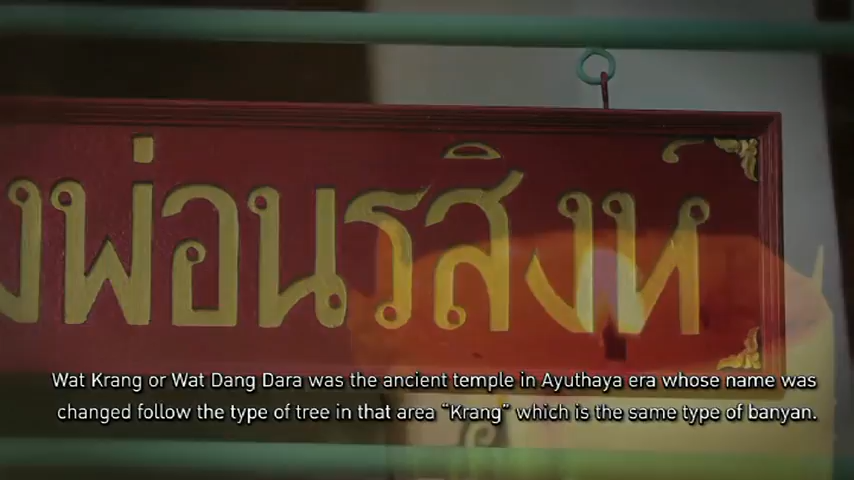 งพ่อนรสิงห์
Wat Krang or Wat Dang Dara was the ancient temple in Ayuthaya era whose name was
changed follow the type of tree in that area "Krang" which is the same type of banyan.